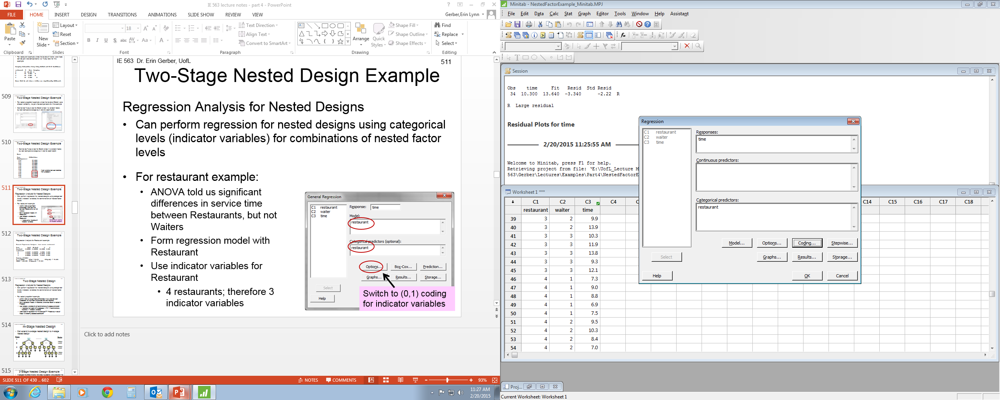 IE 563 lecture notes - part 4 - PowerPoint
FILE
HOME
INSERT
DESIGN
TRANSITIONS
ANIMATIONS
SLIDE SHOW
REVIEW
VIEW
Gerber,Erin Lynn
Paste
New
Slide
Layout
Reset
Section
18
Text Direction
Align Text
Convert to SmartArt
Arrange
Quick
Styles
Shape Fill
Shape Outline
Shape Effects
Find
Replace
Select
Clipboard
Slides
Font
Paragraph
Drawing
Editing
509
Two-Stage Nested Design Example
510
Two-Stage Nested Design Example
511
Two-Stage Nested Design Example
512
Two-Stage Nested Design Example
513
Two-Stage Nested Design
514
m-Stage Nested Design
515
3-Stage Nested Design Example
IE 563 Dr. Erin Gerber, UofL
511
Two-Stage Nested Design Example
Regression Analysis for Nested Designs
• Can perform regression for nested designs using categorical
levels (indicator variables) for combinations of nested factor
levels
• For restaurant example:
• ANOVA told us significant
differences in service time
between Restaurants, but not
Waiters
• Form regression model with
Restaurant
• Use indicator variables for
Restaurant
• 4 restaurants; therefore 3
indicator variables
General Regression
C1 restaurant
C2 waiter
C3 time
Response: time
Model:
restaurant
Categorical predictors (optional):
restaurant
Options... Box-Cox... Prediction...
Graphs... Results... Storage...
Select
Help
Switch to (0,1) coding
for indicator variables
Click to add notes
SLIDE 511 OF 430 .. 602
NOTES
COMMENTS
93%
11:27 AM
2/20/2015
Minitab - NestedFactorExample_Minitab.MPJ
File Edit Data Calc Stat Graph Editor Tools Window Help Assistant
Session
Obs time Fit Resid Std Resid
34 10.300 13.640 -3.340 -2.22 R
R Large residual
Residual Plots for time
2/20/2015 11:25:55 AM
Welcome to Minitab, press F1 for help.
Retrieving project from file: 'E:\UofL_Lecture M
563\Gerber\Lectures\Examples\Part4\NestedFactorE
Regression
C1 restaurant
C2 waiter
C3 time
Responses:
time
Continuous predictors:
Categorical predictors:
restaurant
Model... Options... Coding... Stepwise...
Select
Graphs... Results... Storage...
Help
OK
Cancel
Worksheet 1 ***
C1 C2 C3 C4 C C14 C15 C16 C17 C18
restaurant waiter time
39 3 2 9.9
40 3 2 13.9
41 3 3 10.3
42 3 3 11.9
43 3 3 13.8
44 3 3 9.3
45 3 3 12.1
46 4 1 7.3
47 4 1 9.0
48 4 1 8.8
49 4 1 6.9
50 4 1 7.5
51 4 2 9.5
52 4 2 10.3
53 4 2 8.4
54 4 2 7.0
Proj...
Current Worksheet: Worksheet 1